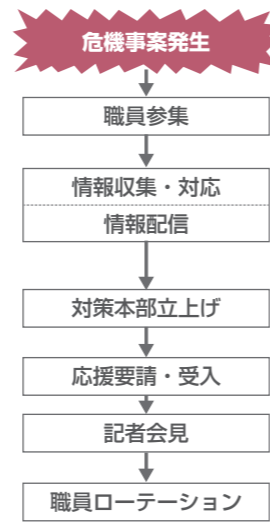 危機事案発生
職員参集
情報収集・対応
情報配信
対策本部立上げ
応援要請・受入
記者会見
職員ローテーション